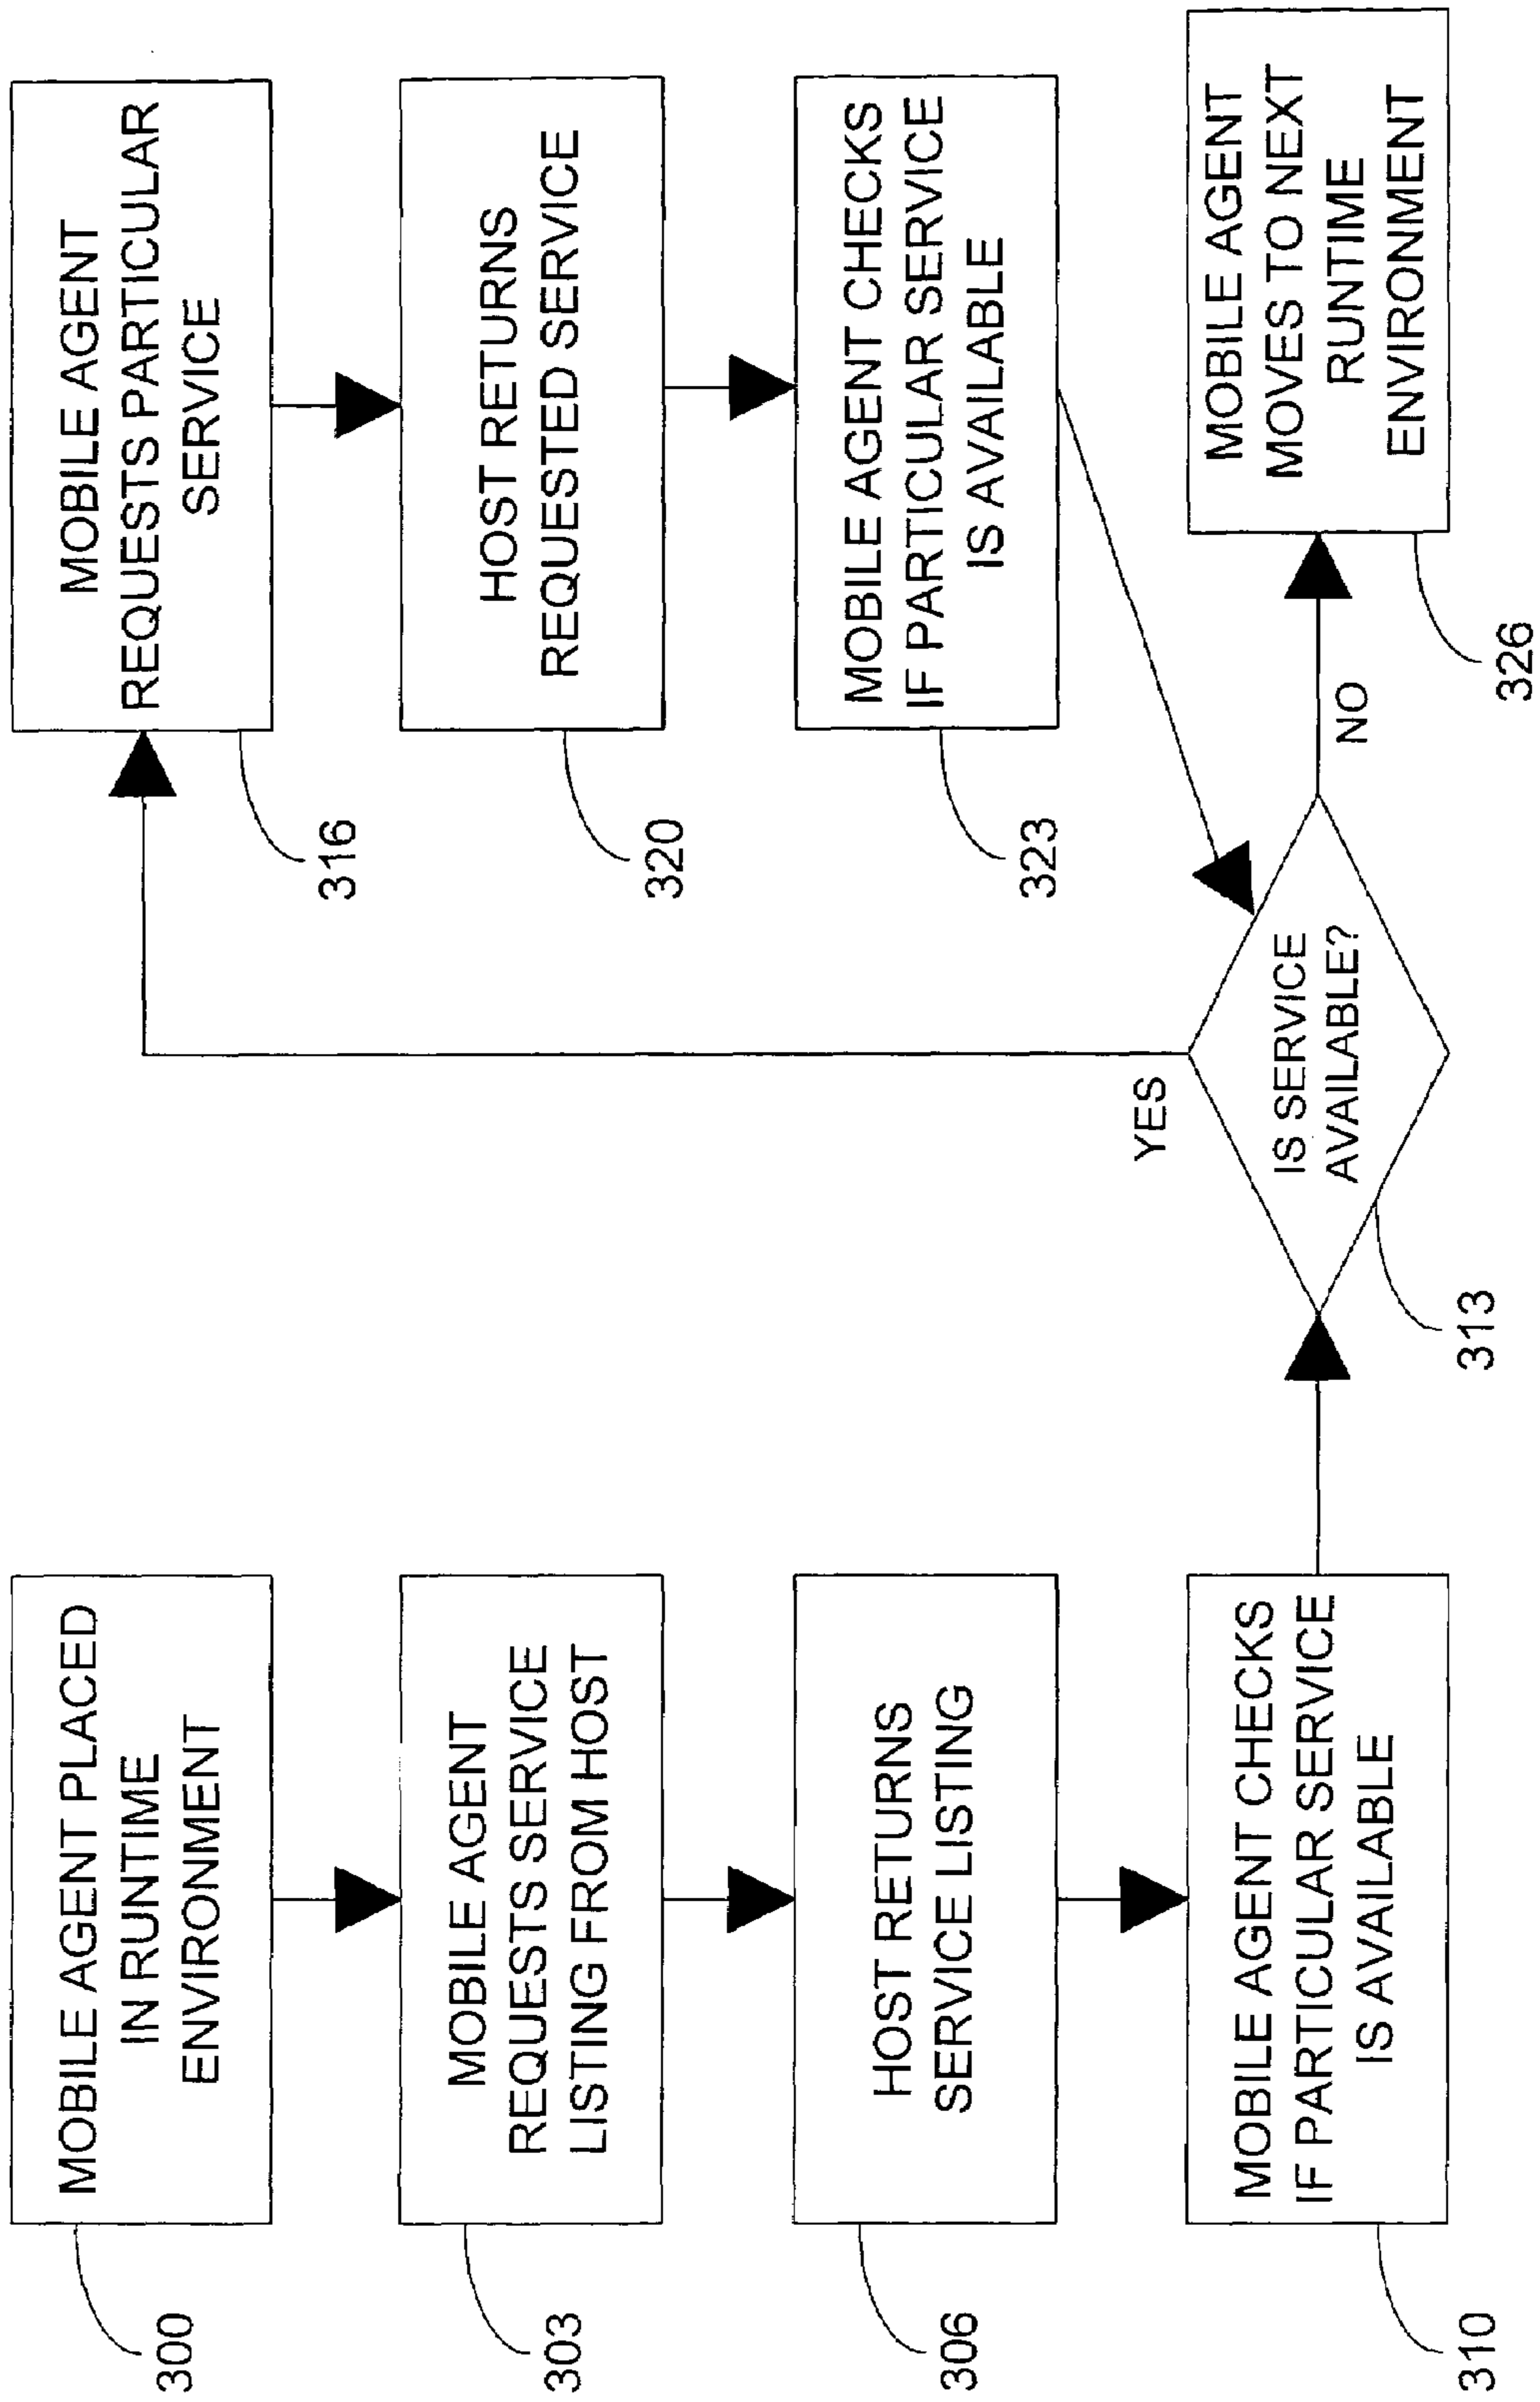 MOBILE AGENT PLACED
IN RUNTIME
ENVIRONMENT
300
MOBILE AGENT
REQUESTS SERVICE
LISTING FROM HOST
303
HOST RETURNS
SERVICE LISTING
306
MOBILE AGENT CHECKS
IF PARTICULAR SERVICE
IS AVAILABLE
310
IS SERVICE
AVAILABLE?
313
YES
NO
MOBILE AGENT
REQUESTS PARTICULAR
SERVICE
316
HOST RETURNS
REQUESTED SERVICE
320
MOBILE AGENT CHECKS
IF PARTICULAR SERVICE
IS AVAILABLE
323
MOBILE AGENT
MOVES TO NEXT
RUNTIME
ENVIRONMENT
326